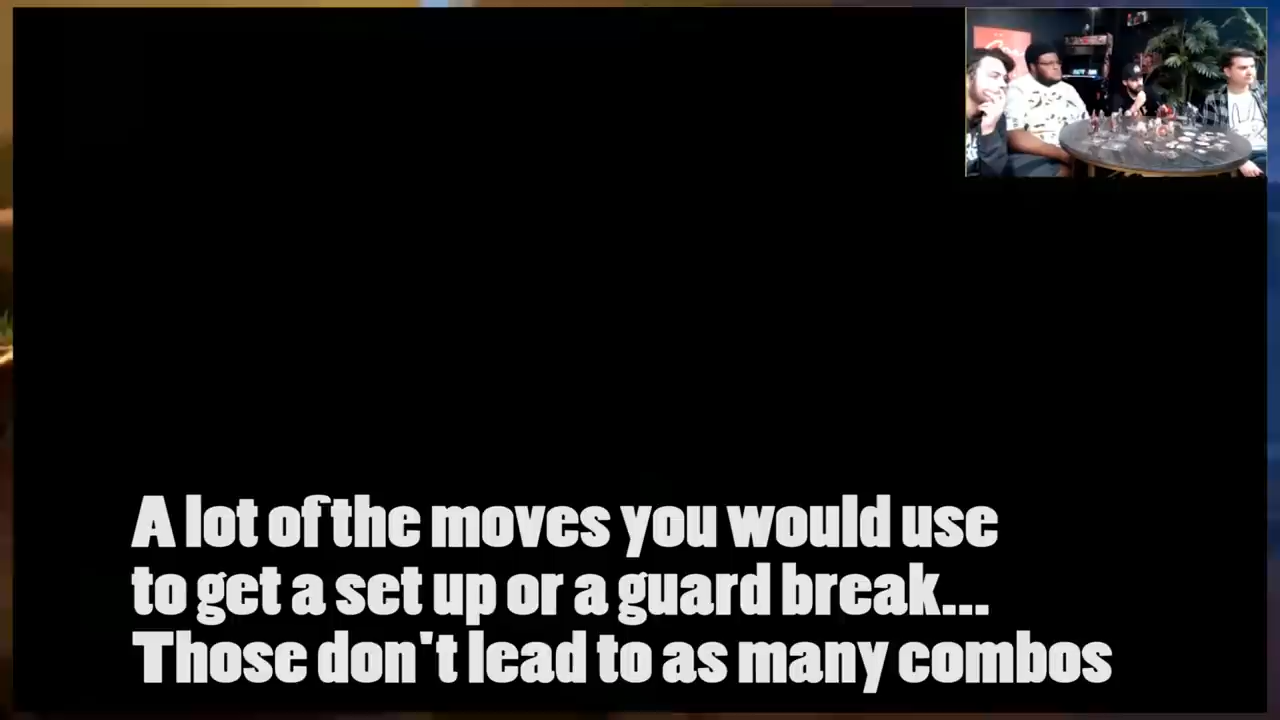 A lot of the moves you would use
to get a set up or a guard break...
Those don't lead to as many combos